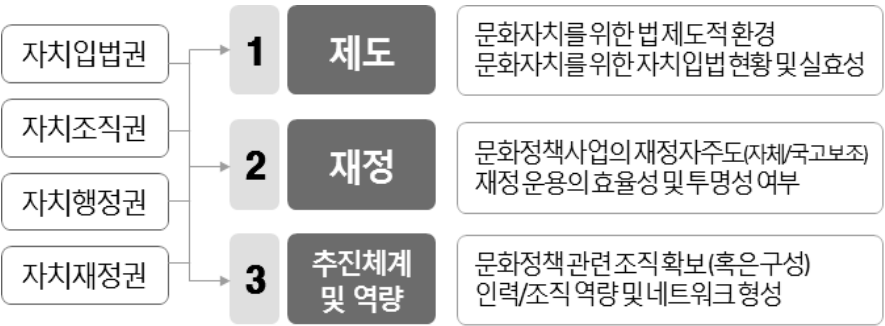 자치입법권
자치조직권
자치행정권
자치재정권
1
제도
문화자치를 위한 법 제도적 환경
문화자치를 위한 자치입법 현황 및 실효성
2
재정
문화정책사업의 재정자주도(자체/국고보조)
재정 운용의 효율성 및 투명성 여부
3
추진체계
및 역량
문화정책 관련 조직 확보(혹은 구성)
인력/조직 역량 및 네트워크 형성